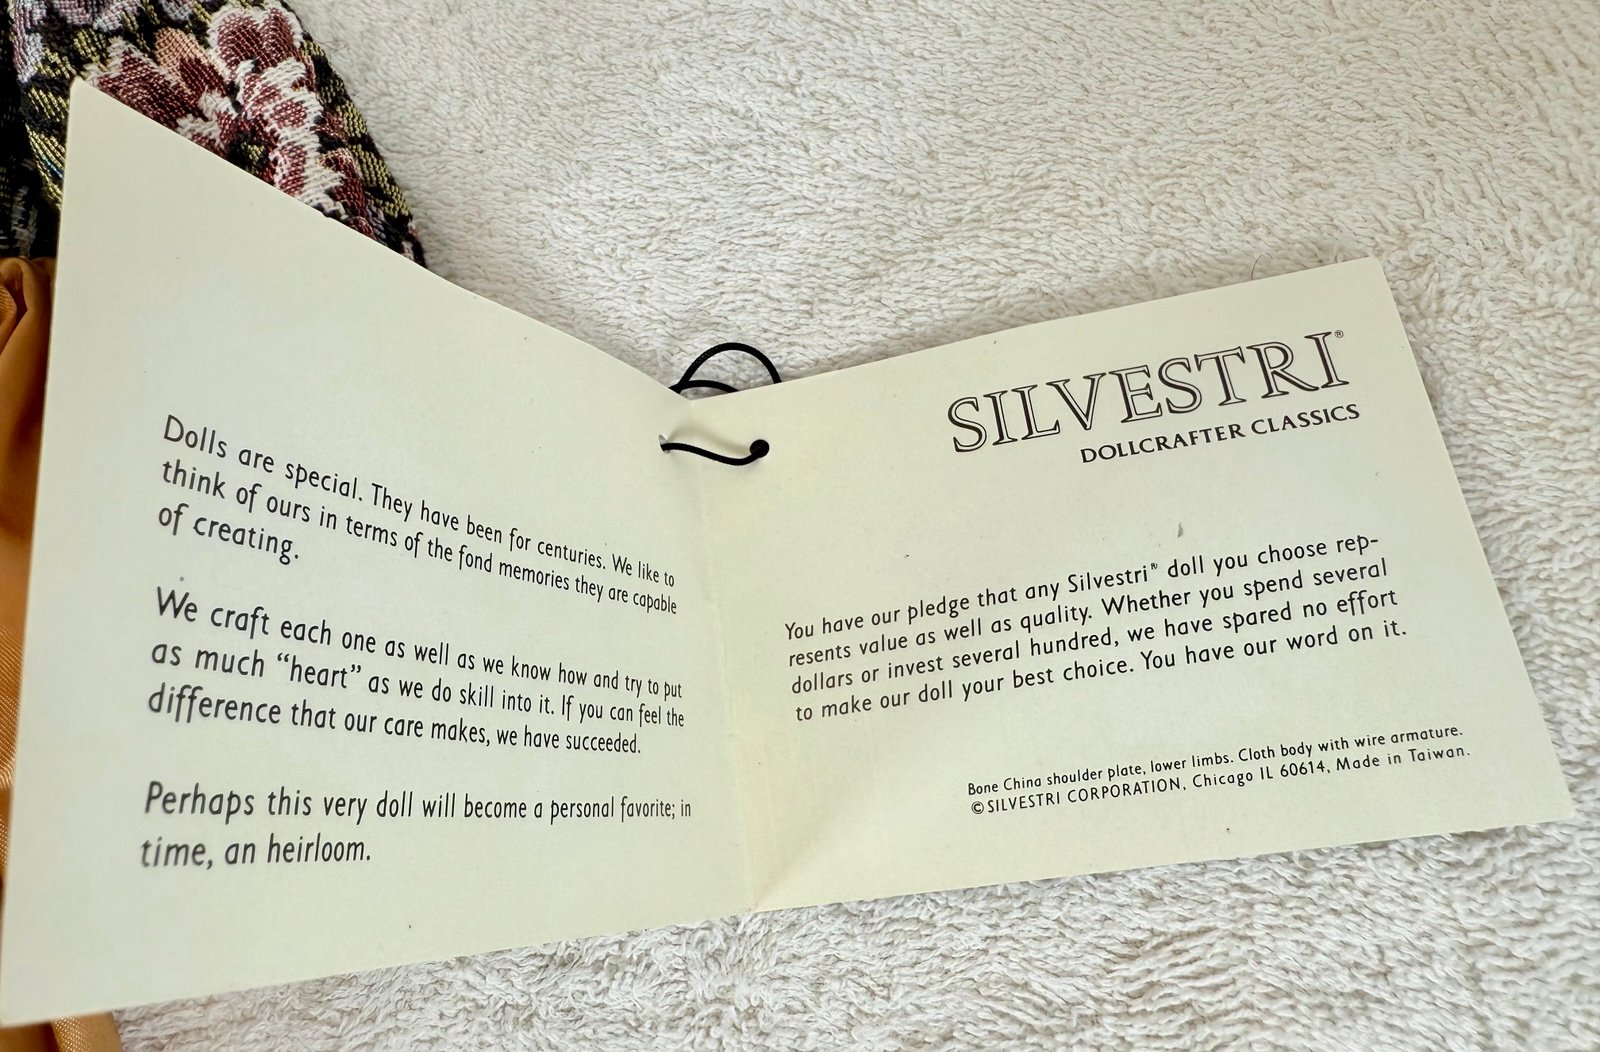 Dolls are special. They have been for centuries. We like to
think of ours in terms of the fond memories they are capable
of creating.
We craft each one as well as we know how and try to put
as much “heart” as we do skill into it. If you can feel the
difference that our care makes, we have succeeded.
Perhaps this very doll will become a personal favorite; in
time, an heirloom.
SILVESTRI®
DOLLCRAFTER CLASSICS
You have our pledge that any Silvestri® doll you choose rep-
resents value as well as quality. Whether you spend several
dollars or invest several hundred, we have spared no effort
to make our doll your best choice. You have our word on it.
Bone China shoulder plate, lower limbs. Cloth body with wire armature.
©SILVESTRI CORPORATION, Chicago IL 60614, Made in Taiwan.